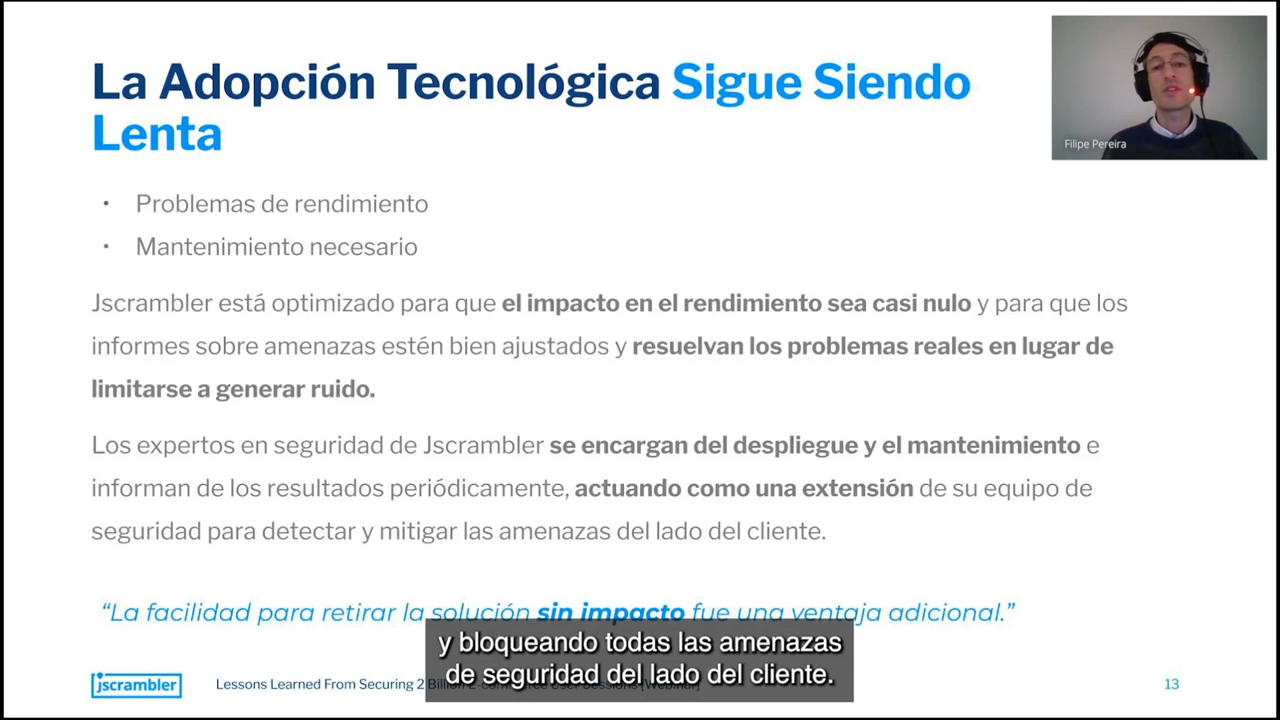 La Adopción Tecnológica Sigue Siendo
Lenta
Filipe Pereira
• Problemas de rendimiento
• Mantenimiento necesario
Jscrambler está optimizado para que el impacto en el rendimiento sea casi nulo y para que los
informes sobre amenazas estén bien ajustados y resuelvan los problemas reales en lugar de
limitarse a generar ruido.
Los expertos en seguridad de Jscrambler se encargan del despliegue y el mantenimiento e
informan de los resultados periódicamente, actuando como una extensión de su equipo de
seguridad para detectar y mitigar las amenazas del lado del cliente.
“La facilidad para retirar la solución sin impacto fue una ventaja adicional.”
y bloqueando todas las amenazas
de seguridad del lado del cliente.
jscrambler
Lessons Learned From Securing 2 Billion E-commerce User Sessions [Webinar]
13